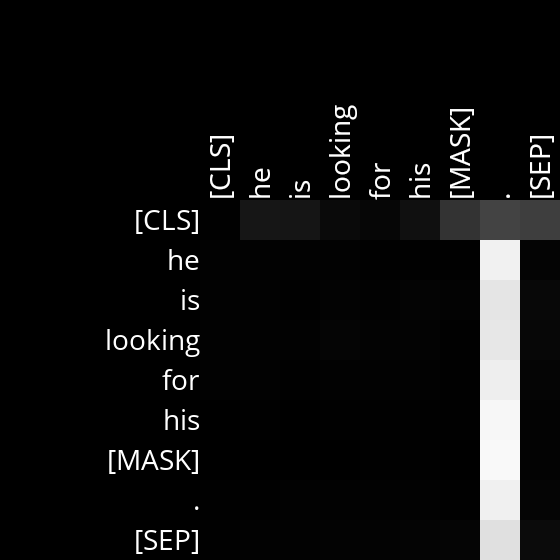 [CLS] he is looking for his [MASK] . [SEP]
[CLS]
he
is
looking
for
his
[MASK]
.
[SEP]